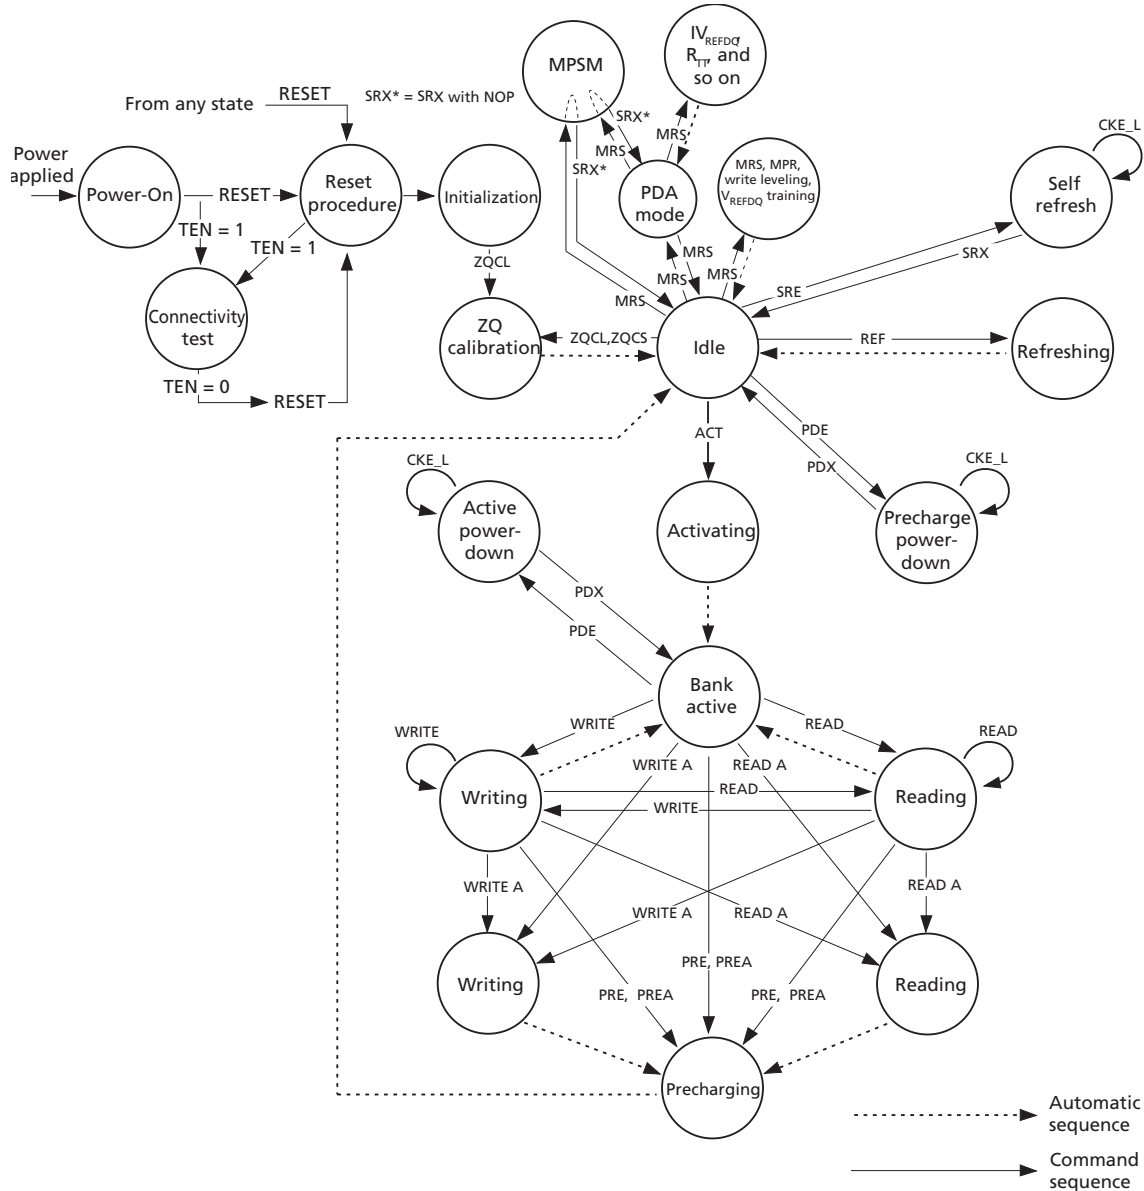 IV REFDQ,
R TT, and
so on
MPSM
SRX* = SRX with NOP
From any state
RESET
SRX*
MRS
MRS
SRX*
CKE_L
Power
applied
Power-On
RESET
Reset
procedure
Initialization
PDA
mode
MRS, MPR,
write leveling,
VREFDQ training
Self
refresh
TEN = 1
TEN = 1
ZQCL
MRS
MRS
MRS
MRS
SRE
SRX
Connectivity
test
ZQ
calibration
ZQCL,ZQCS
Idle
REF
Refreshing
TEN = 0
RESET
ACT
PDE
PDX
CKE_L
CKE_L
Active
power-
down
Activating
Precharge
power-
down
PDX
PDE
Bank
active
WRITE
WRITE
READ
READ
WRITE A
READ A
Writing
READ
WRITE
Reading
WRITE A
READ A
WRITE A
READ A
Writing
PRE, PREA
Reading
PRE, PREA
PRE, PREA
Precharging
Automatic
sequence
Command
sequence